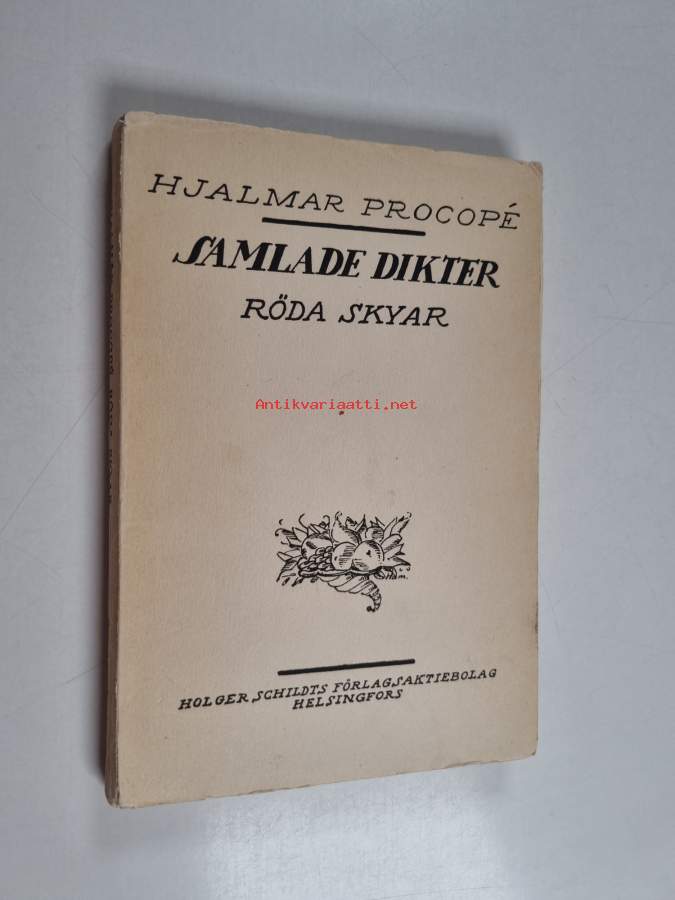 HJALMAR PROCOPÉ
SAMLADE DIKTER
RÖDA SKYAR
Antikvariaatti.net
HOLGER SCHILDTS FÖRLAGSAKTIEBOLAG
HELSINGFORS